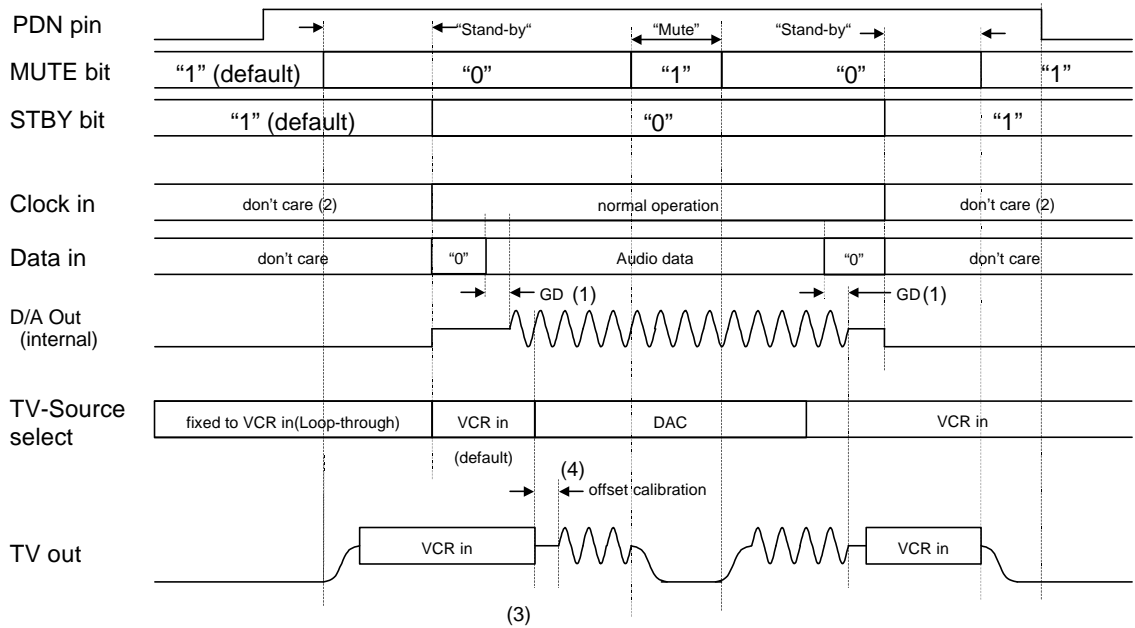 PDN pin
“Stand-by“ “Mute” “Stand-by“
MUTE bit “1” (default) “0” “1” “0” “1”
STBY bit “1” (default) “0” “1”
Clock in don’t care (2) normal operation don’t care (2)
Data in don’t care “0” Audio data “0” don’t care
GD (1) GD (1)
D/A Out
(internal)
TV-Source
select
fixed to VCR in(Loop-through) VCR in DAC VCR in
(default)
(4)
offset calibration
TV out VCR in VCR in
(3)